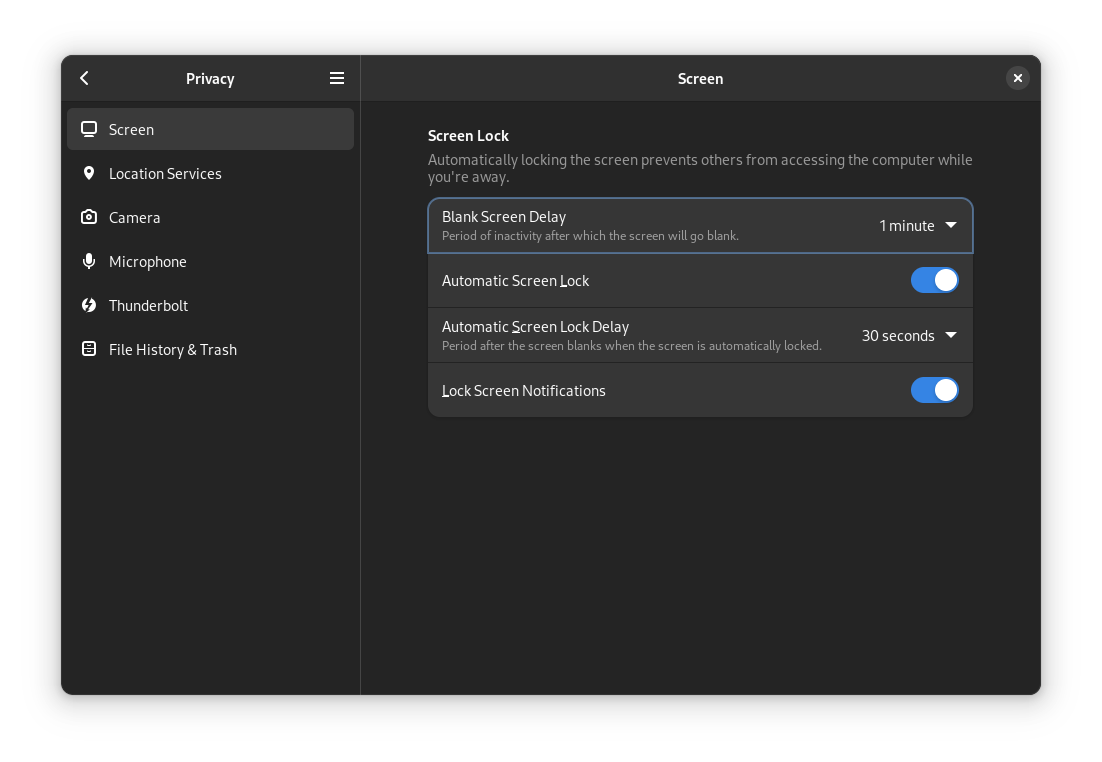 Privacy
Screen
Location Services
Camera
Microphone
Thunderbolt
File History & Trash
Screen
Screen Lock
Automatically locking the screen prevents others from accessing the computer while
you're away.
Blank Screen Delay
Period of inactivity after which the screen will go blank.
1 minute
Automatic Screen Lock
Automatic Screen Lock Delay
Period after the screen blanks when the screen is automatically locked.
30 seconds
Lock Screen Notifications